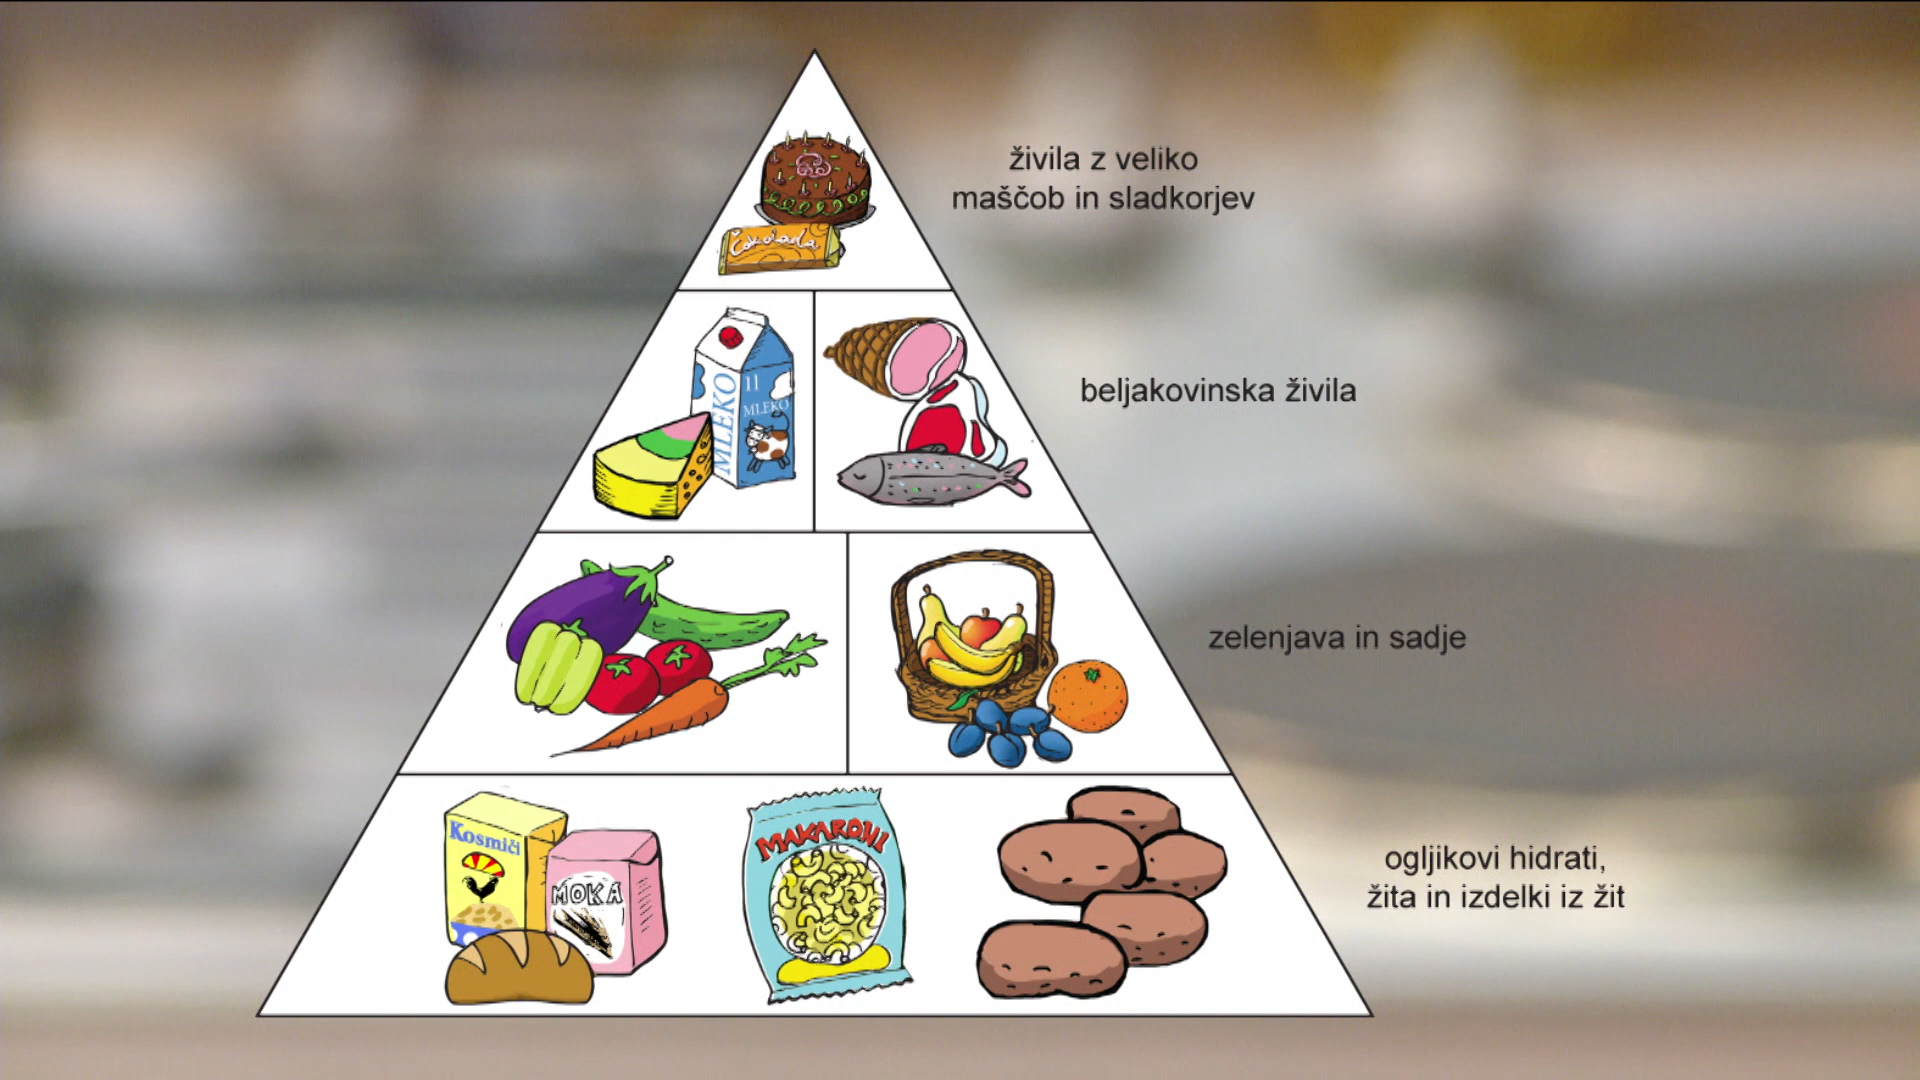 živila z veliko
maščob in sladkorjev
Čokolada
1l
MLEKO
MLEKO
beljakovinska živila
zelenjava in sadje
Kosmiči
MOKA
MAKARONI
ogljikovi hidrati,
žita in izdelki iz žit